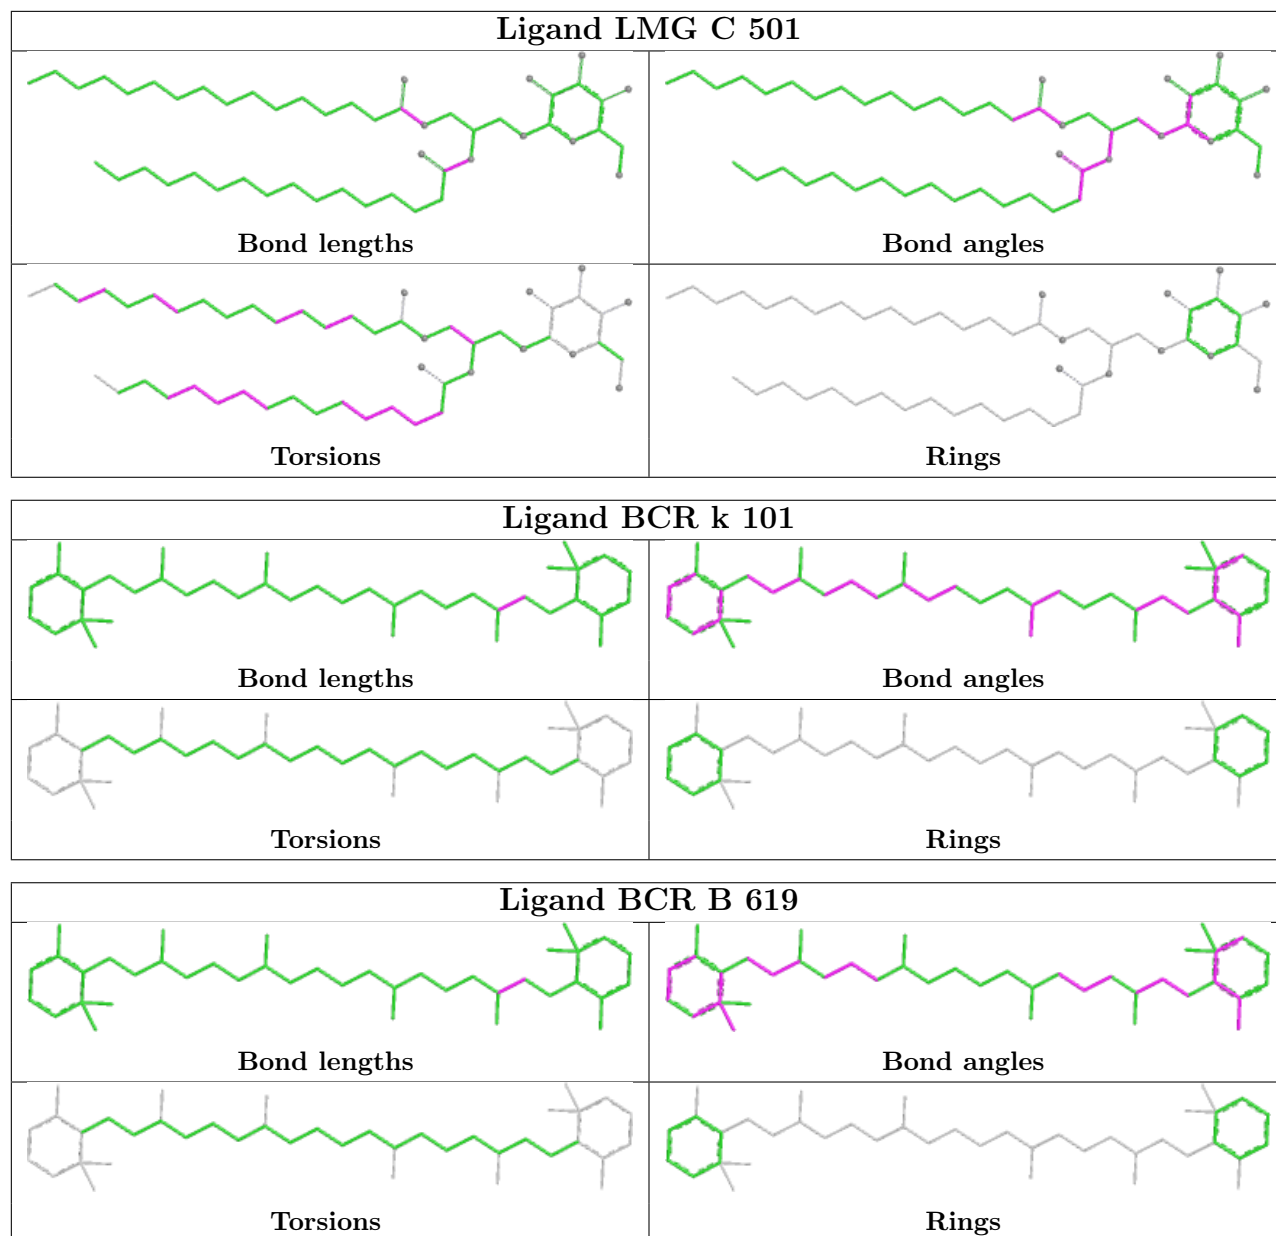 Ligand LMG C 501
Bond lengths
Bond angles
Torsions
Rings
Ligand BCR k 101
Bond lengths
Bond angles
Torsions
Rings
Ligand BCR B 619
Bond lengths
Bond angles
Torsions
Rings